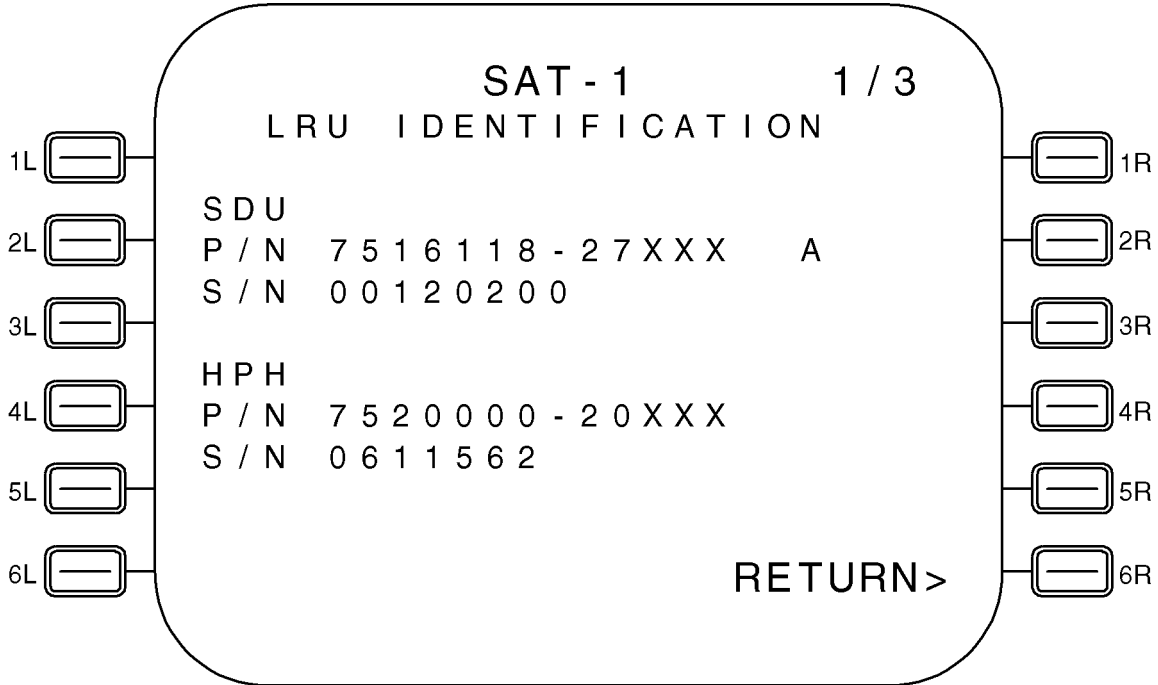 SAT-1 1/3
LRU IDENTIFICATION
1L 1R
SDU
2L P/N 7516118-27XXX A 2R
S/N 00120200
3L 3R
HPH
4L P/N 7520000-20XXX 4R
S/N 0611562
5L 5R
6L RETURN> 6R